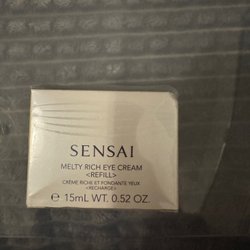 SENSAI
MELTY RICH EYE CREAM
<REFILL>
CRÈME RICHE ET FONDANTE YEUX
<RECHARGE>
℮ 15mL WT. 0.52 OZ.